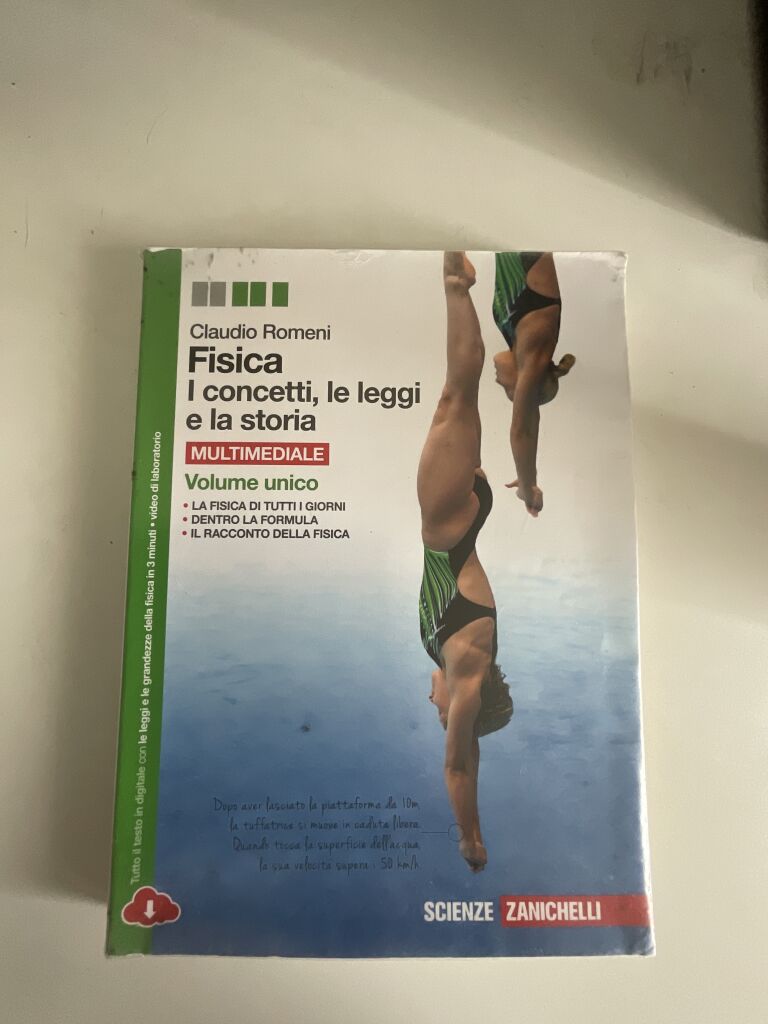 Claudio Romeni
Fisica
I concetti, le leggi
e la storia
MULTIMEDIALE
Volume unico
• LA FISICA DI TUTTI I GIORNI
• DENTRO LA FORMULA
• IL RACCONTO DELLA FISICA
Tutto il testo in digitale con le leggi e le grandezze della fisica in 3 minuti • video di laboratorio
Dopo aver lasciato la piattaforma da 10m,
la tuffatrice si muove in caduta libera.
Quando tocca la superficie dell'acqua,
la sua velocità supera i 50 km/h
SCIENZE ZANICHELLI